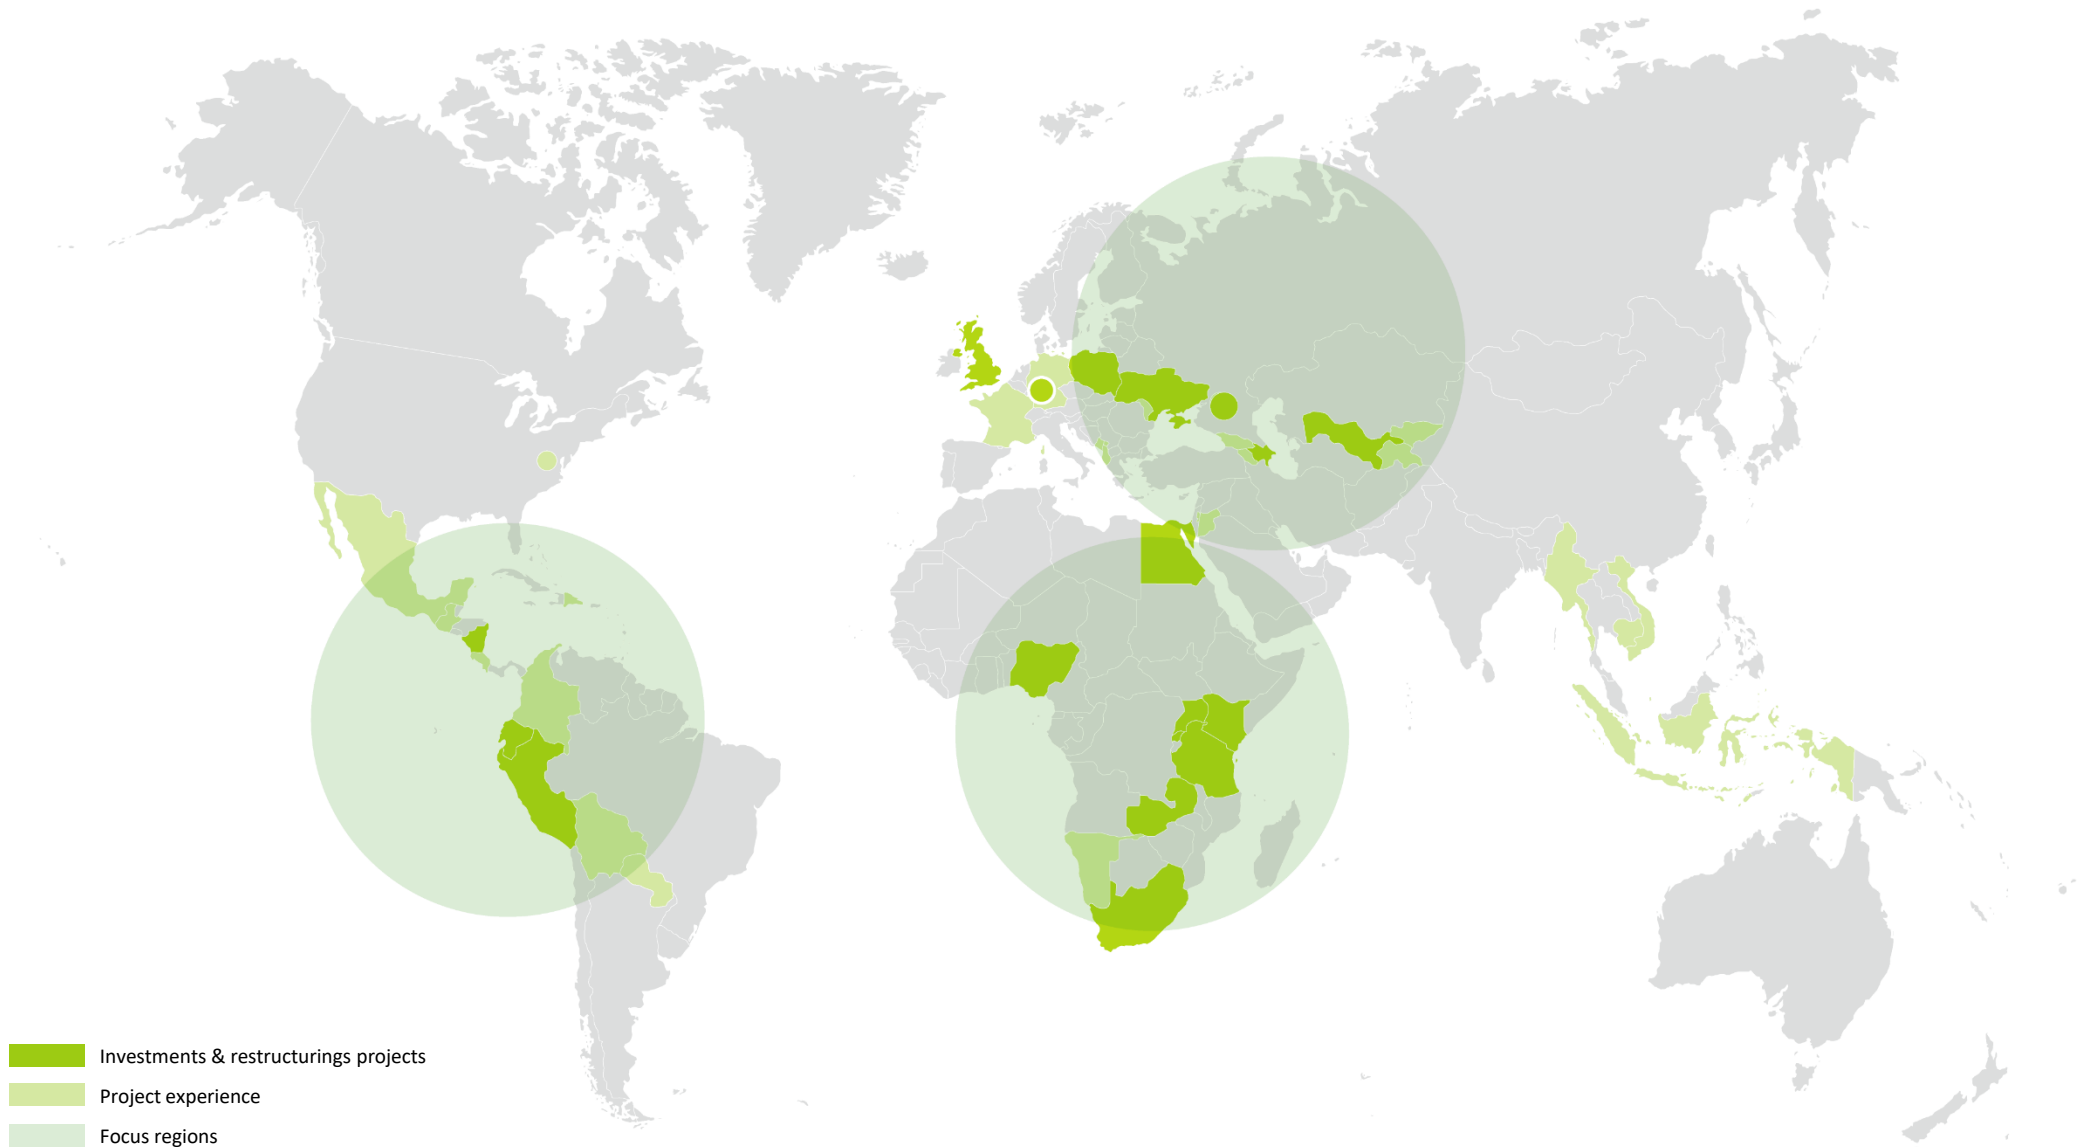 Investments & restructurings projects
Project experience
Focus regions